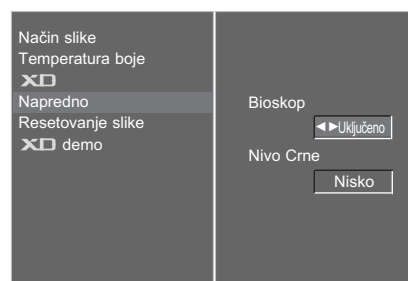 Način slike
Temperatura boje
XD
Napredno
Resetovanje slike
XD demo
Bioskop
◄►Uključeno
Nivo Crne
Nisko